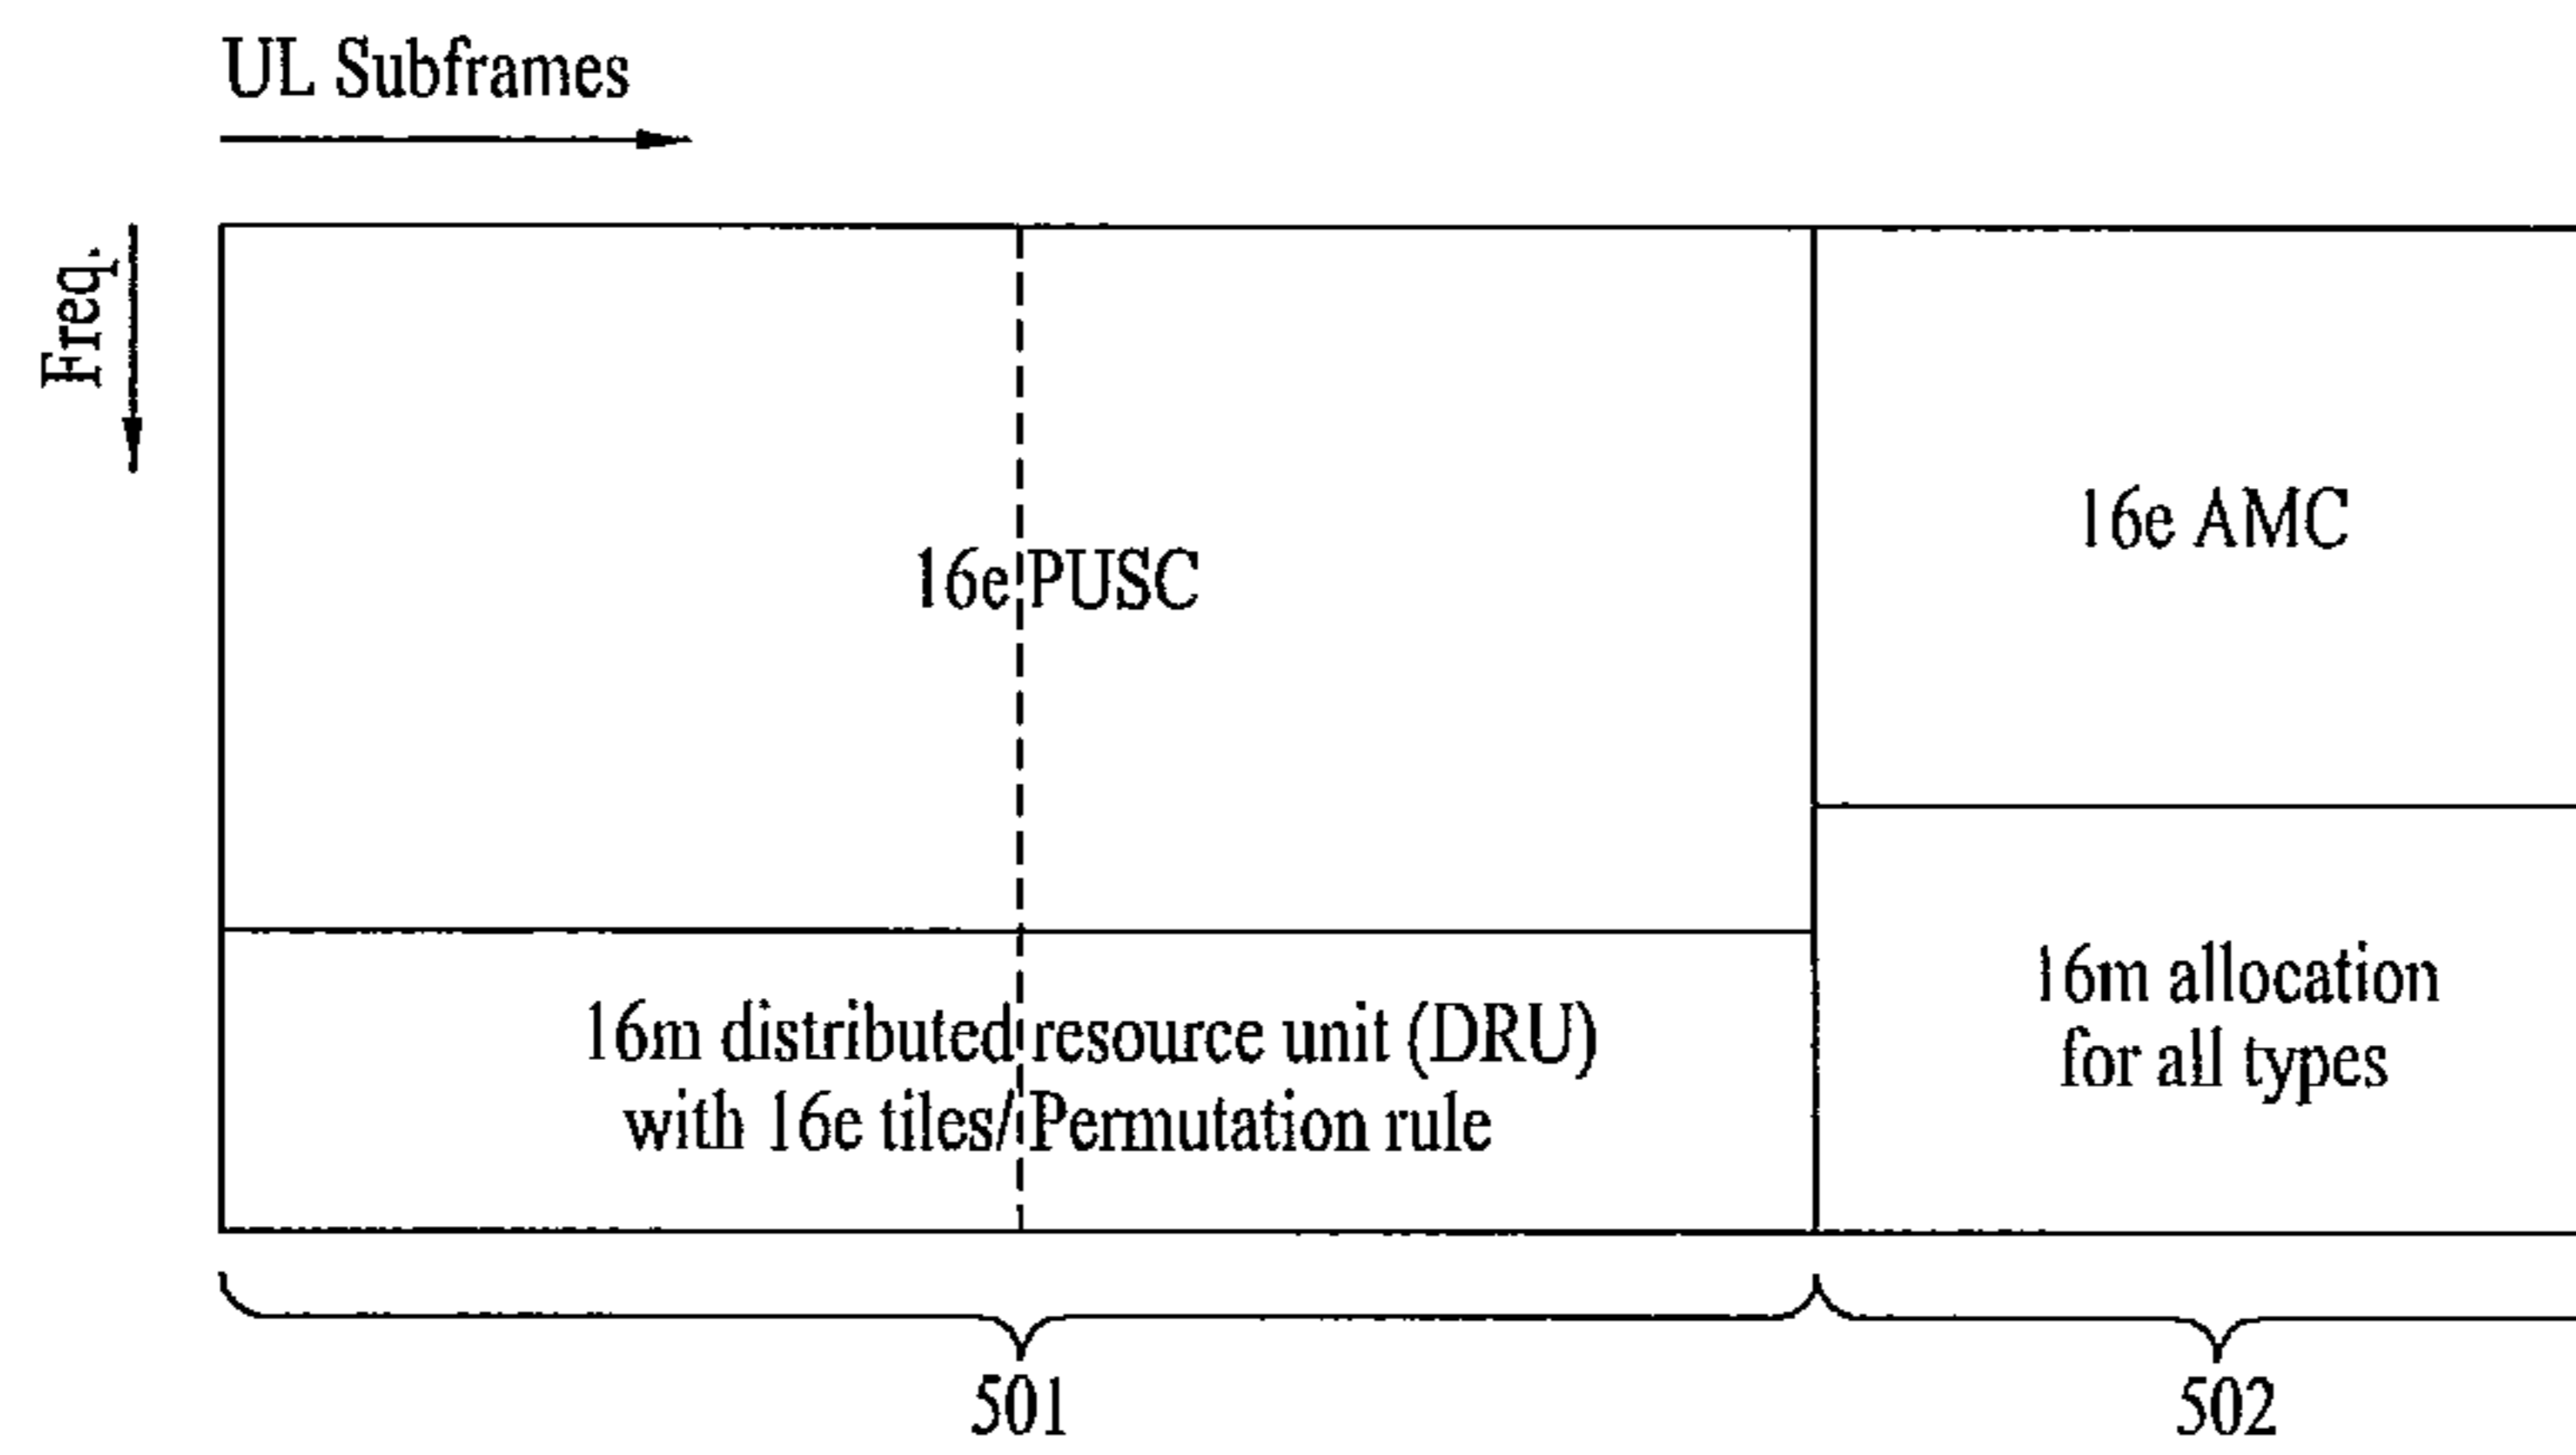 UL Subframes
Freq.
16e PUSC
16e AMC
16m distributed resource unit (DRU)
with 16e tiles/ Permutation rule
16m allocation
for all types
501
502